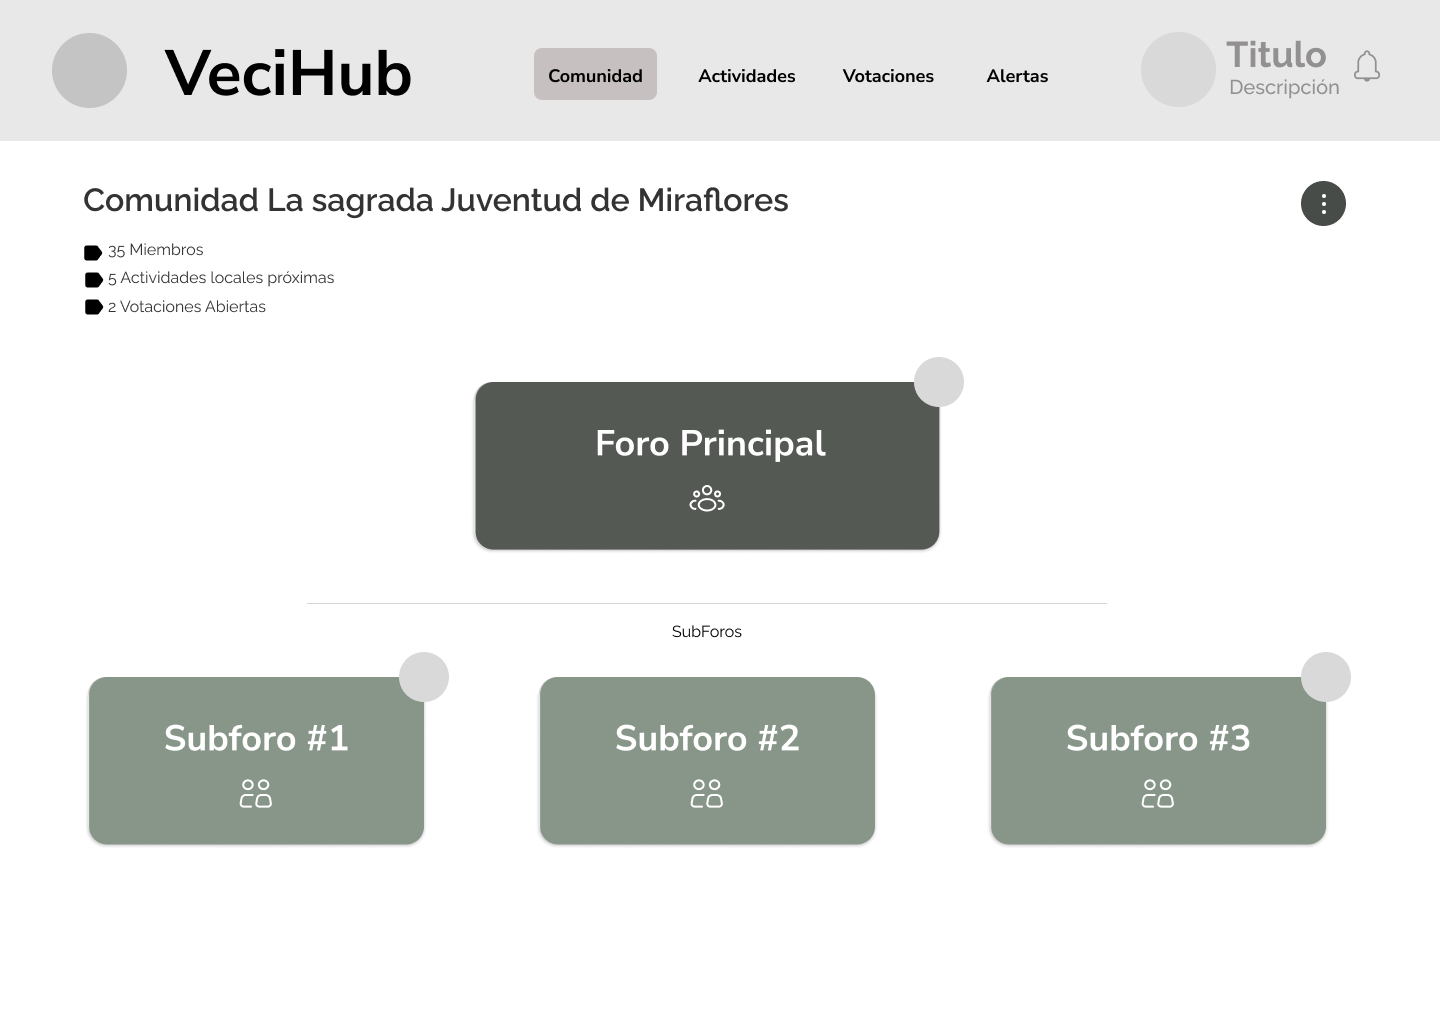 VeciHub
Comunidad
Actividades
Votaciones
Alertas
Titulo
Descripción
Comunidad La sagrada Juventud de Miraflores
35 Miembros
5 Actividades locales próximas
2 Votaciones Abiertas
Foro Principal
SubForos
Subforo #1
Subforo #2
Subforo #3